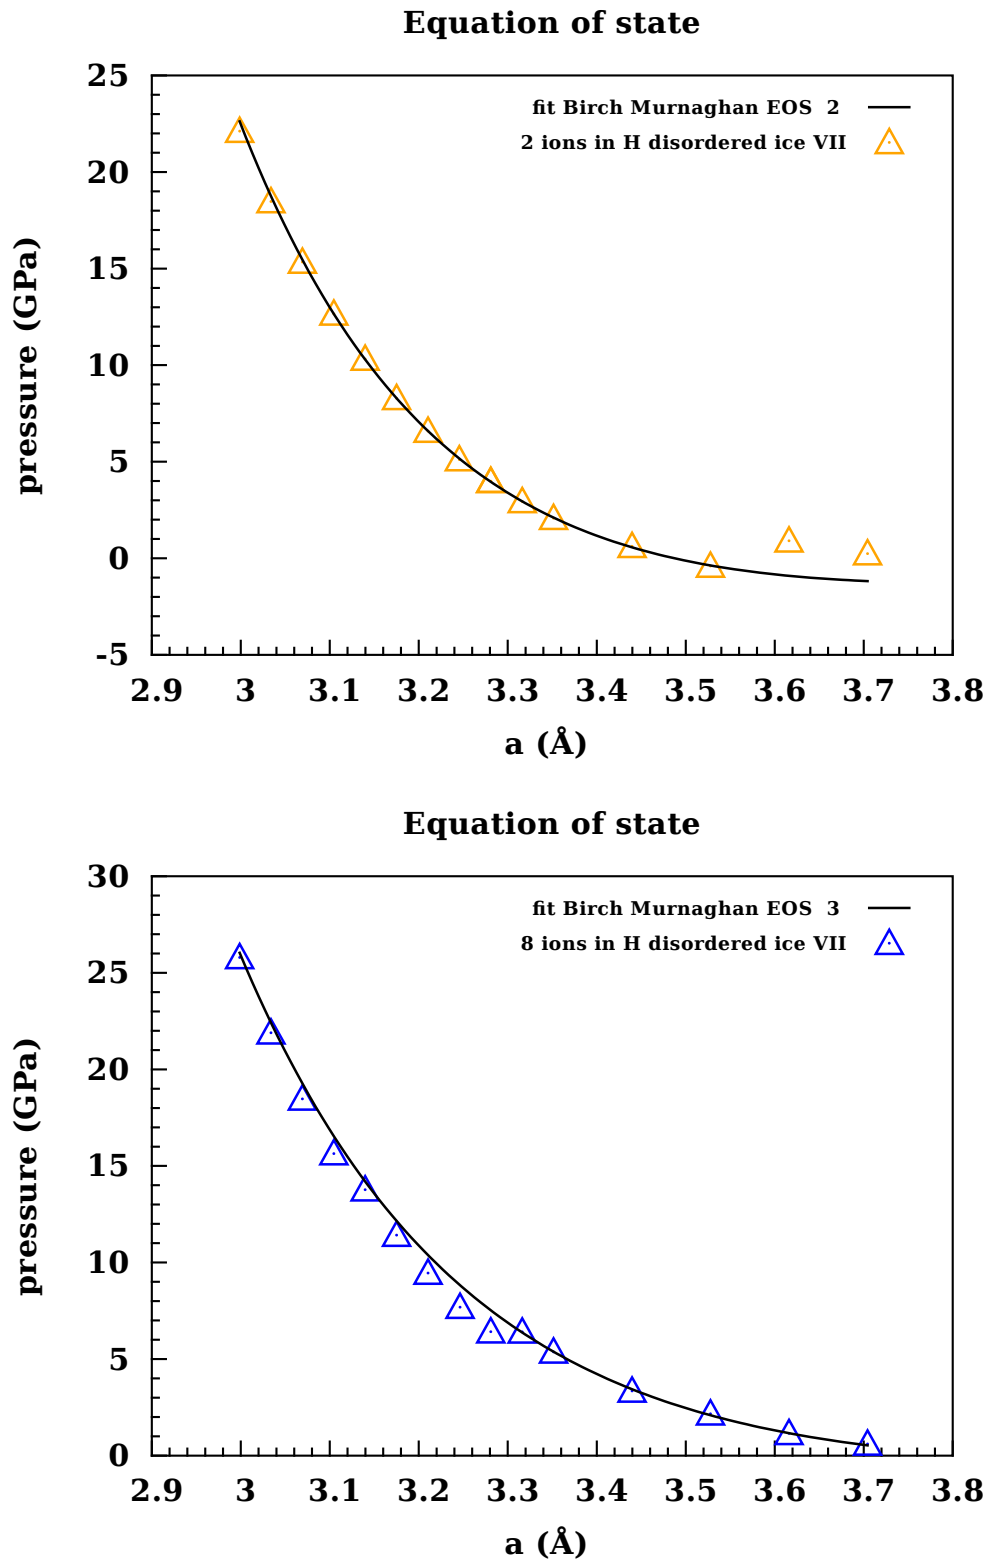 Equation of state
25
20
15
10
5
0
-5
pressure (GPa)
fit Birch Murnaghan EOS  2
2 ions in H disordered ice VII
2.9 3 3.1 3.2 3.3 3.4 3.5 3.6 3.7 3.8
a (Å)
Equation of state
30
25
20
15
10
5
0
pressure (GPa)
fit Birch Murnaghan EOS  3
8 ions in H disordered ice VII
2.9 3 3.1 3.2 3.3 3.4 3.5 3.6 3.7 3.8
a (Å)